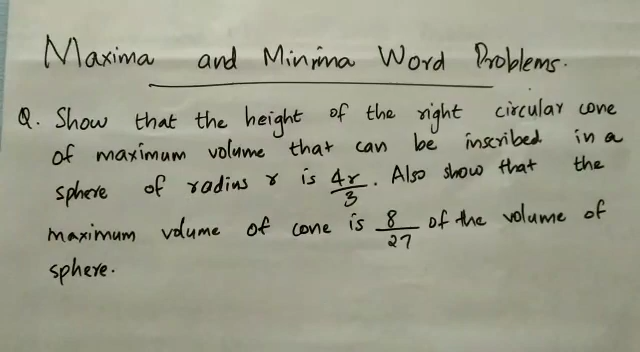 Maxima and Minima Word Problems.
Q. Show that the height of the right circular cone
of maximum volume that can be inscribed in a
sphere of radius r is 4r/3. Also show that the
maximum volume of cone is 8/27 of the volume of
sphere.